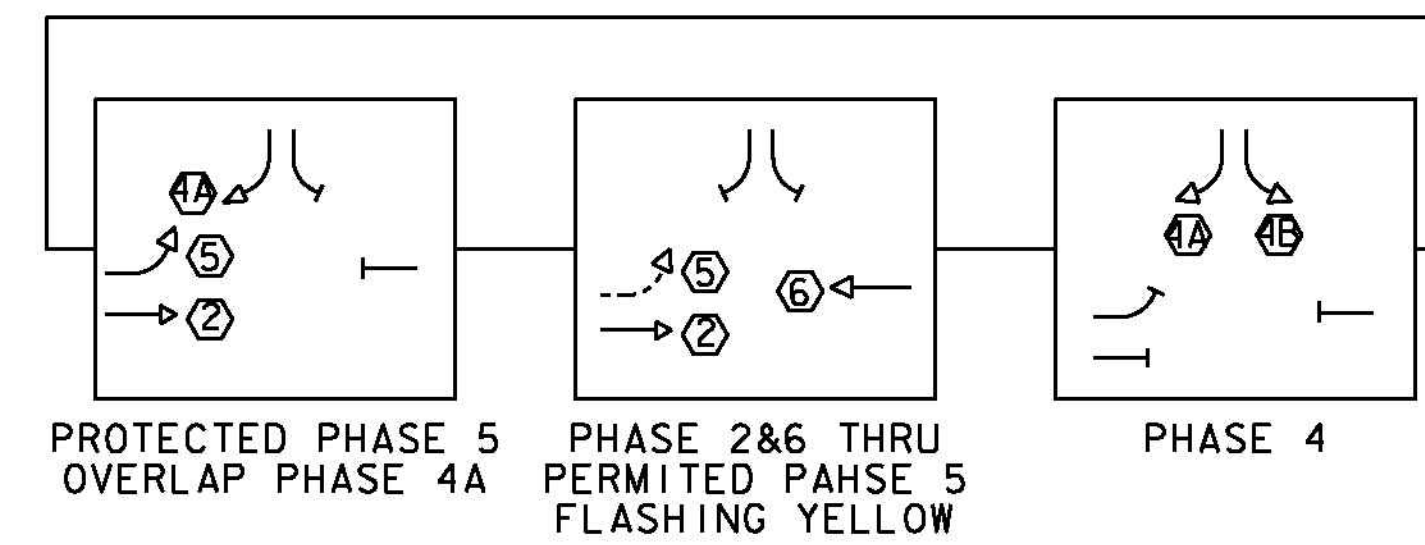 4A
5
2
PROTECTED PHASE 5
OVERLAP PHASE 4A
5
6
2
PHASE 2&6 THRU
PERMITED PAHSE 5
FLASHING YELLOW
4A
4B
PHASE 4